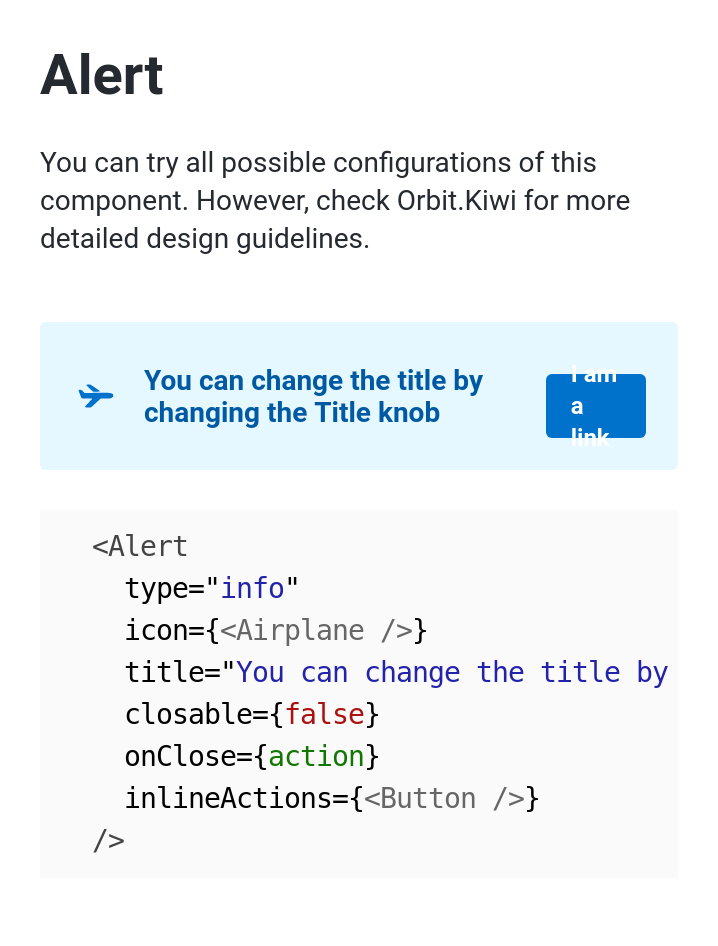 Alert
You can try all possible configurations of this
component. However, check Orbit.Kiwi for more
detailed design guidelines.
You can change the title by
changing the Title knob
I am
a
link
<Alert
type="info"
icon={<Airplane />}
title="You can change the title by
closable={false}
onClose={action}
inlineActions={<Button />}
/>